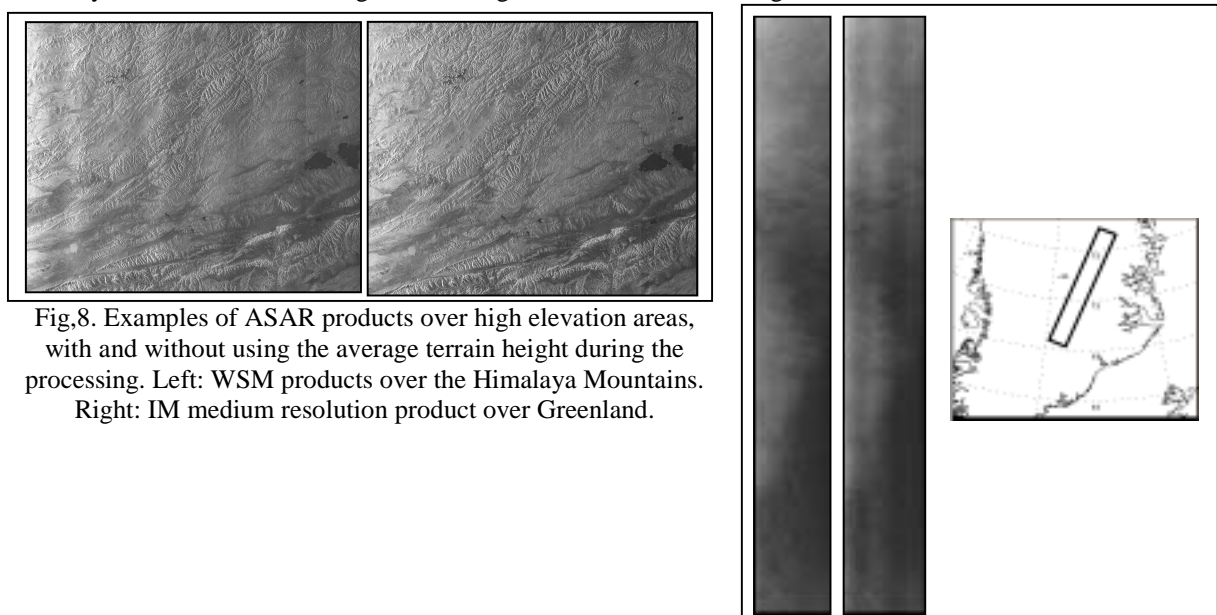 Fig,8. Examples of ASAR products over high elevation areas,
with and without using the average terrain height during the
processing. Left: WSM products over the Himalaya Mountains.
Right: IM medium resolution product over Greenland.